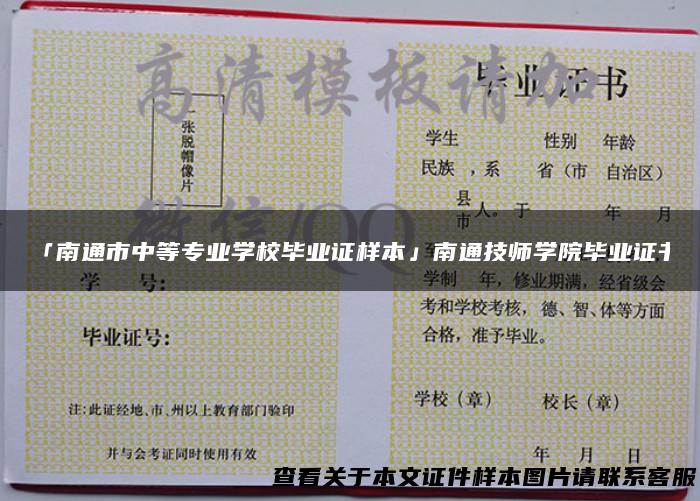 高清模板请加
微信/QQ
一张脱帽像片
学 号:
毕业证号:
注:此证经地、市、州以上教育部门验印
并与会考证同时使用有效
毕业证书
学生 性别 年龄
民族 ,系 省(市 自治区)
县
市 人。于 年 月
至
学制 年,修业期满,经省级会
考和学校考核,德、智、体等方面
合格,准予毕业。
学校(章) 校长(章)
年 月 日
「南通市中等专业学校毕业证样本」南通技师学院毕业证书
查看关于本文证件样本图片请联系客服